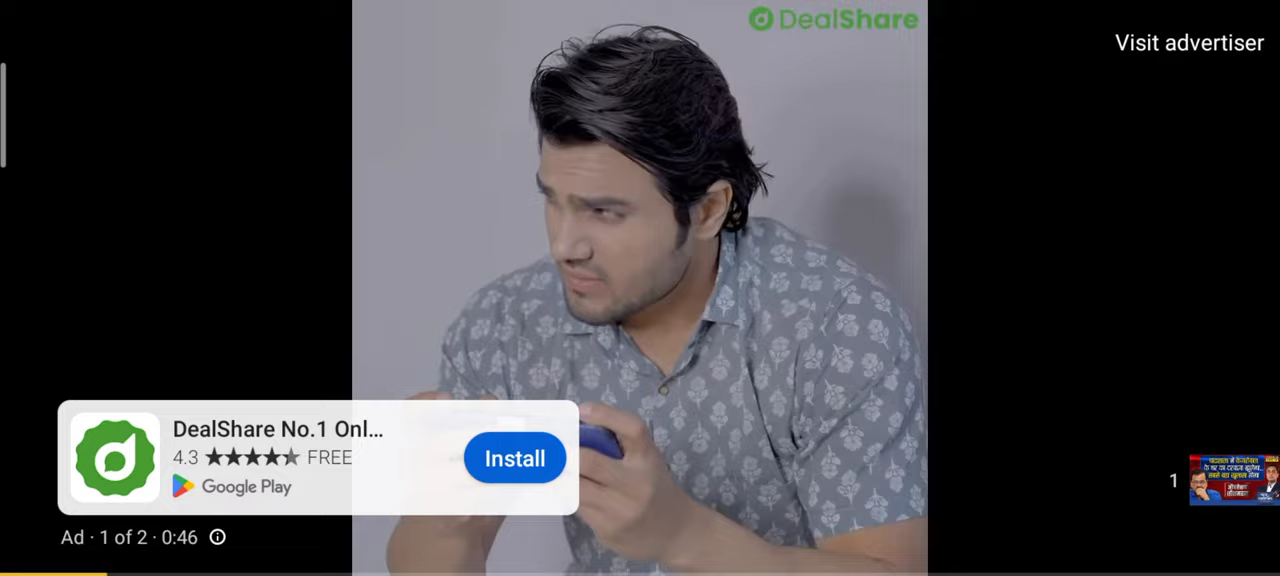 DealShare
Visit advertiser
DealShare No.1 Onl...
4.3 FREE
Google Play
Install
Ad · 1 of 2 · 0:46
1